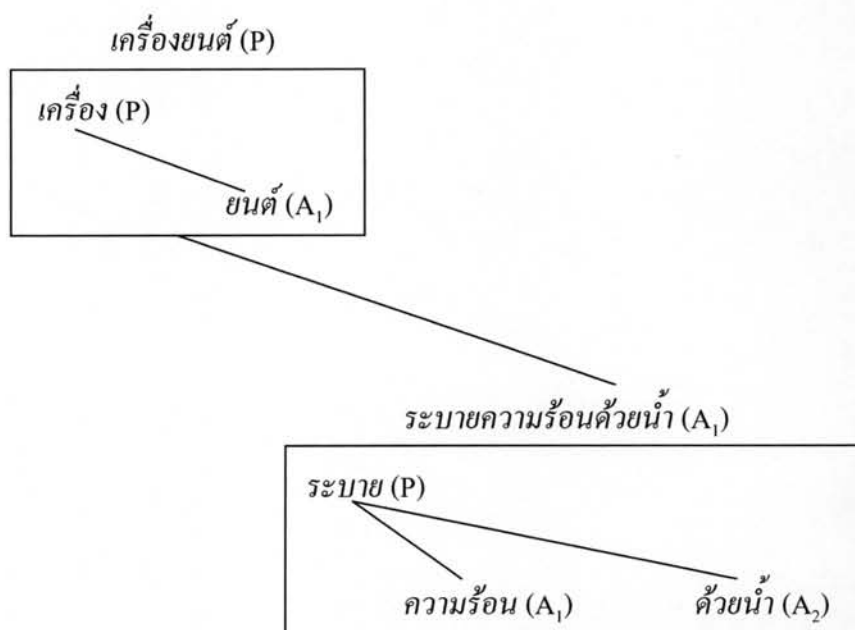 เครื่องยนต์ (P)
เครื่อง (P)
ยนต์ (A₁)
ระบายความร้อนด้วยน้ำ (A₁)
ระบาย (P)
ความร้อน (A₁) ด้วยน้ำ (A₂)